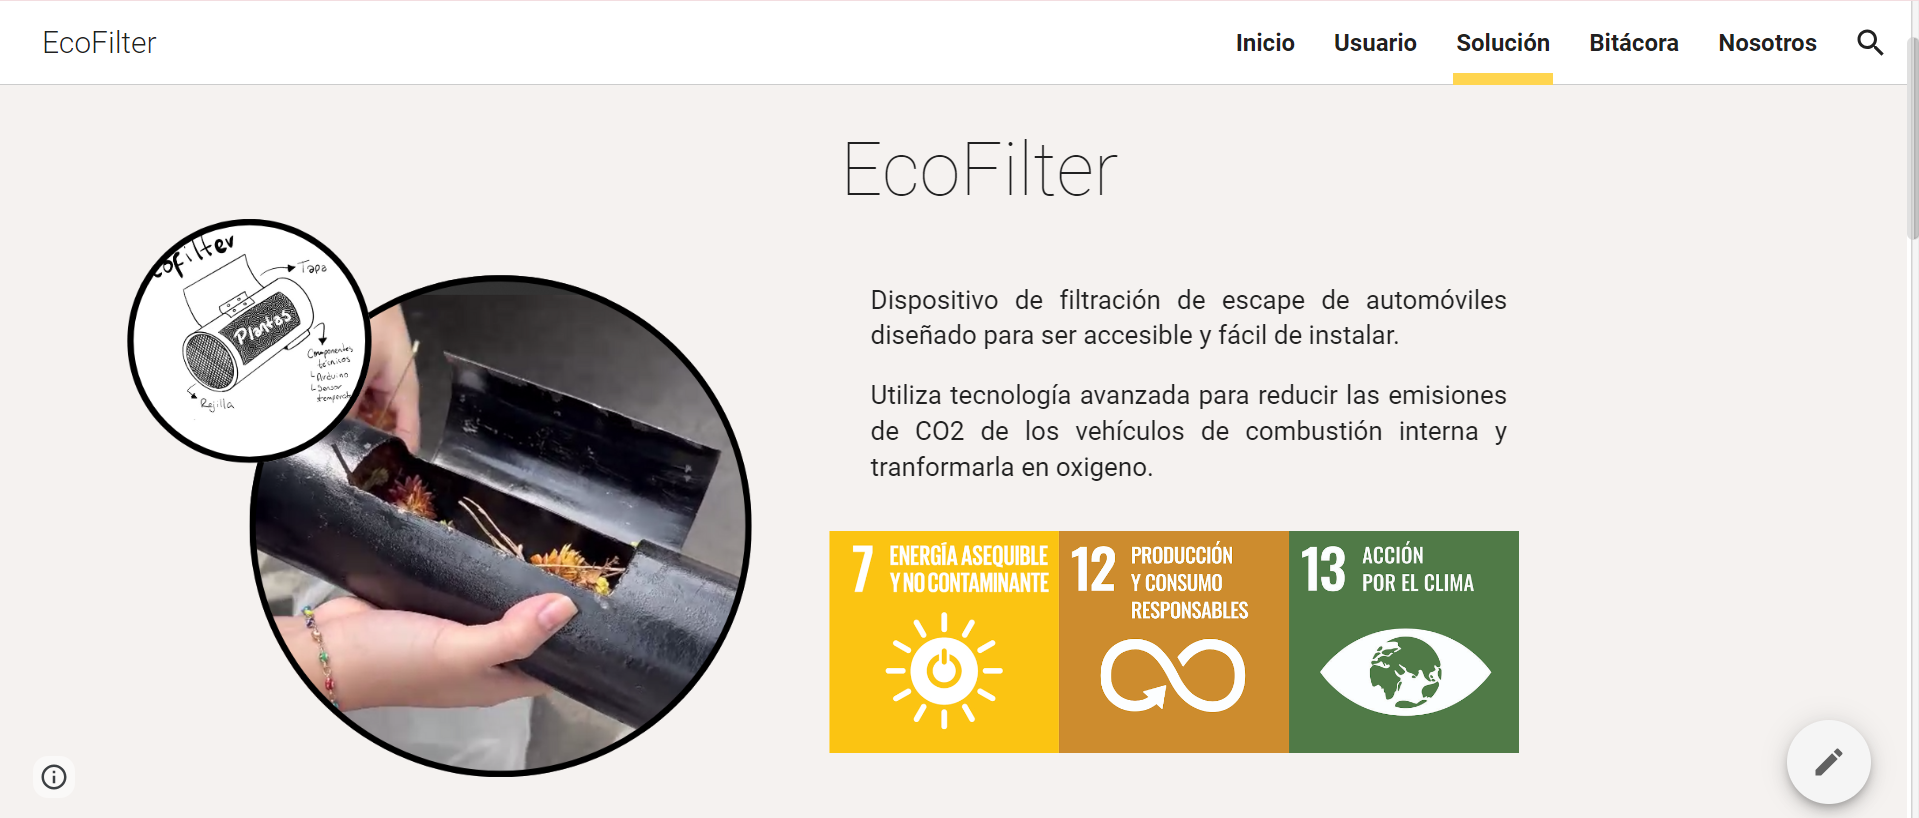 EcoFilter
Inicio
Usuario
Solución
Bitácora
Nosotros
EcoFilter
Tapa
Plantas
Componentes
técnicos
Arduino
Sensor
Rejilla
Dispositivo de filtración de escape de automóviles
diseñado para ser accesible y fácil de instalar.
Utiliza tecnología avanzada para reducir las emisiones
de CO2 de los vehículos de combustión interna y
tranformarla en oxigeno.
7 ENERGÍA ASEQUIBLE
Y NO CONTAMINANTE
12 PRODUCCIÓN
Y CONSUMO
RESPONSABLES
13 ACCIÓN
POR EL CLIMA